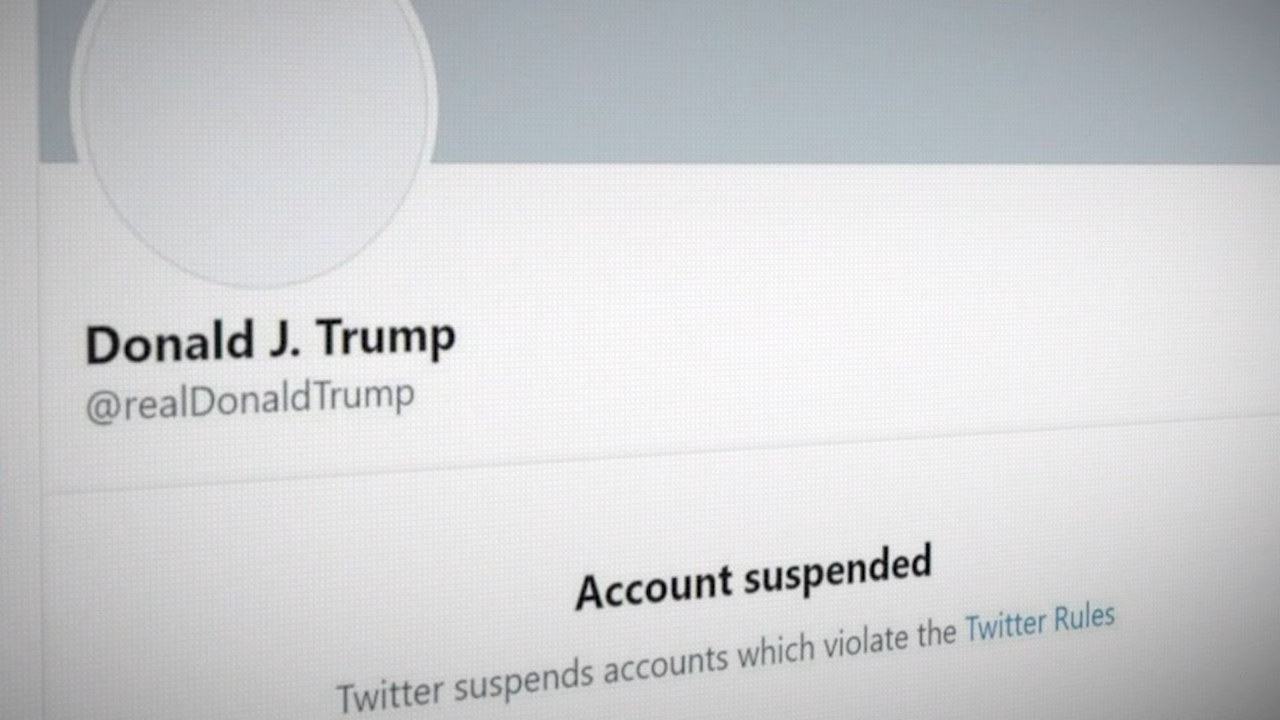 Donald J. Trump
@realDonaldTrump
Account suspended
Twitter suspends accounts which violate the Twitter Rules